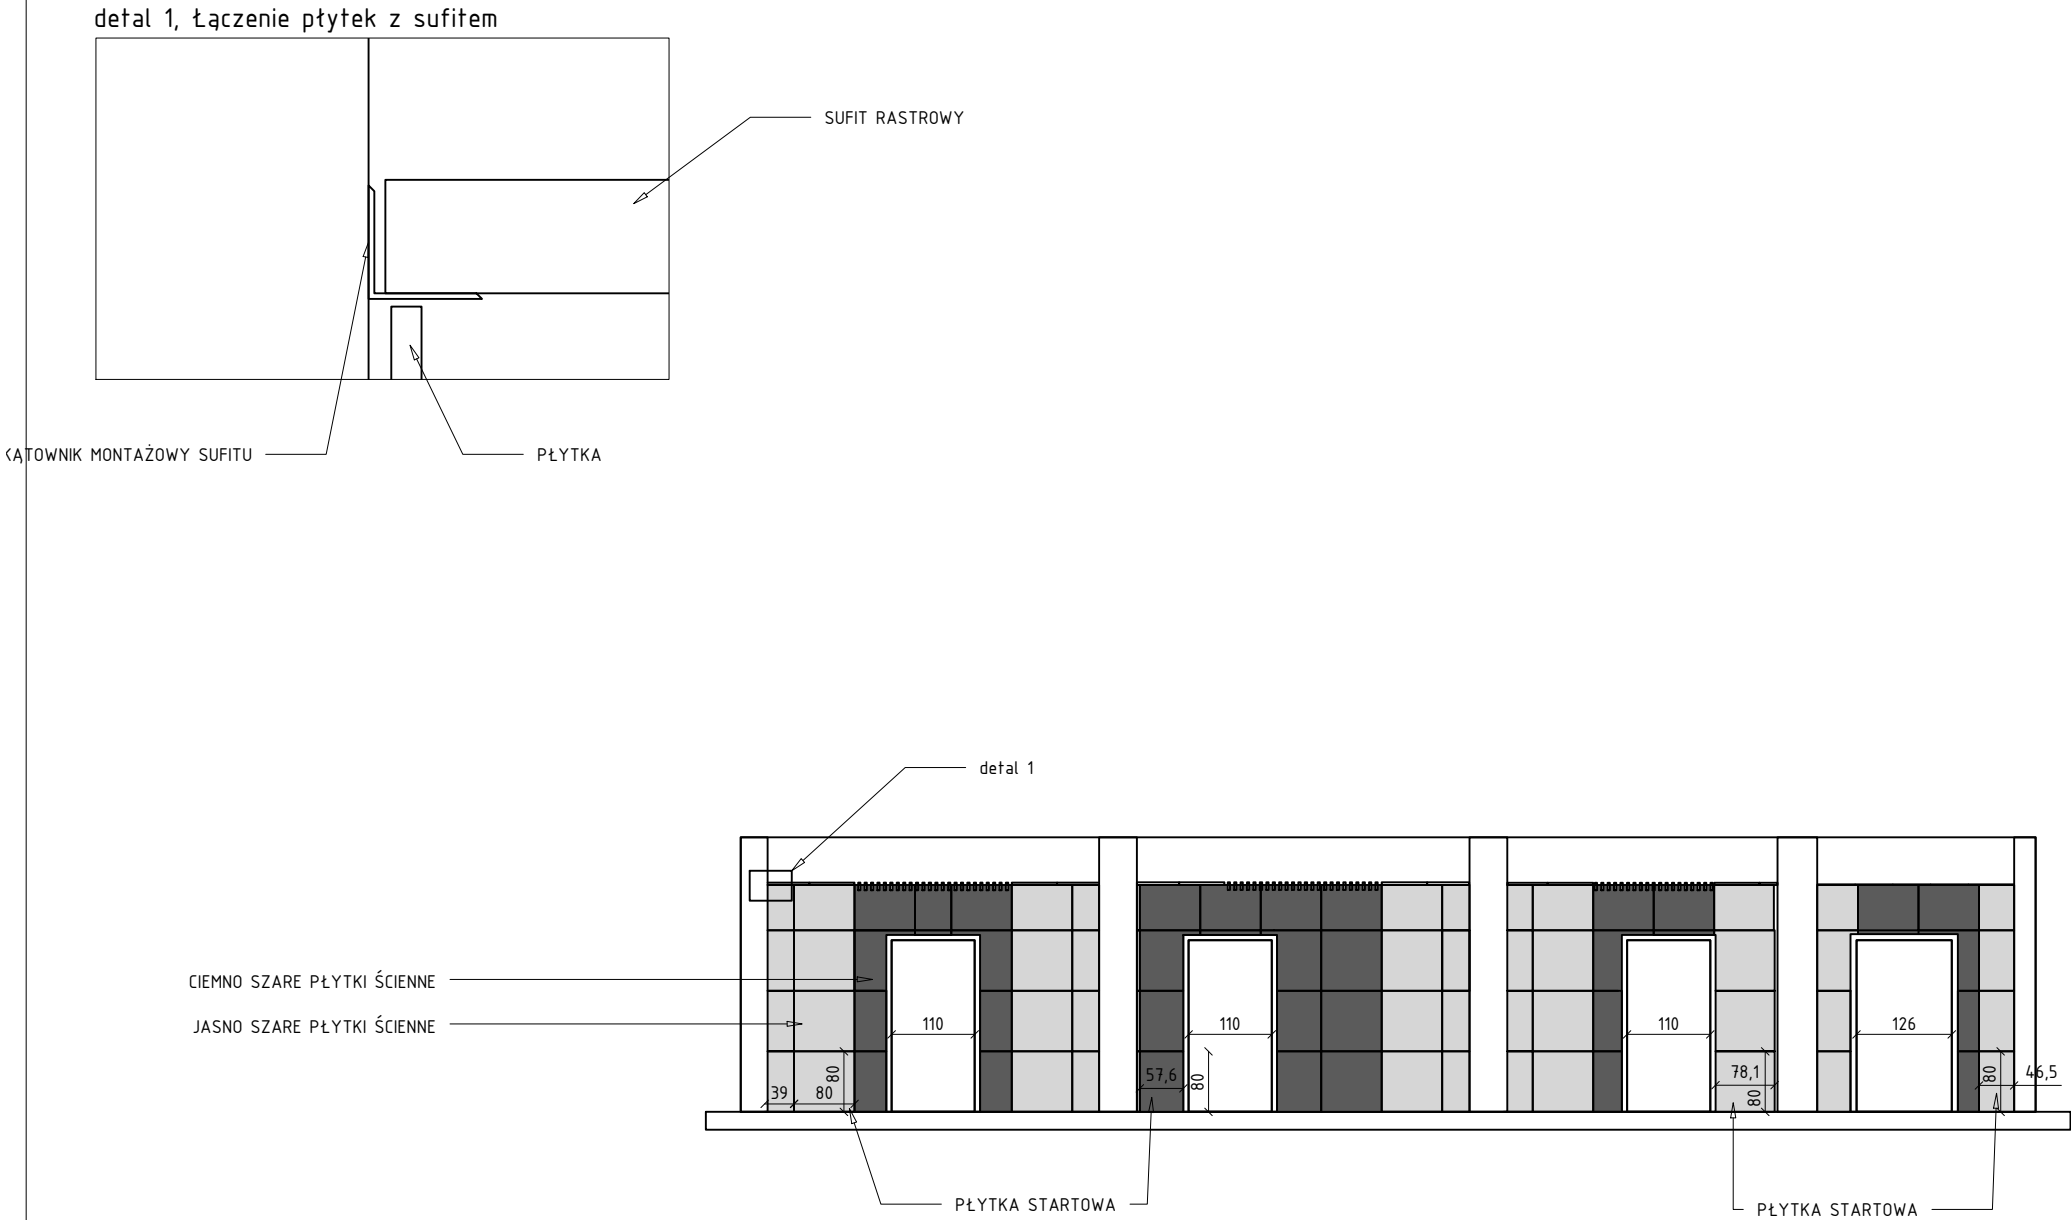 detal 1, Łączenie płytek z sufitem
SUFIT RASTROWY
KĄTOWNIK MONTAŻOWY SUFITU
PŁYTKA
detal 1
CIEMNO SZARE PŁYTKI ŚCIENNE
JASNO SZARE PŁYTKI ŚCIENNE
110
110
110
126
39
80
80
57,6
80
78,1
80
80
46,5
PŁYTKA STARTOWA
PŁYTKA STARTOWA